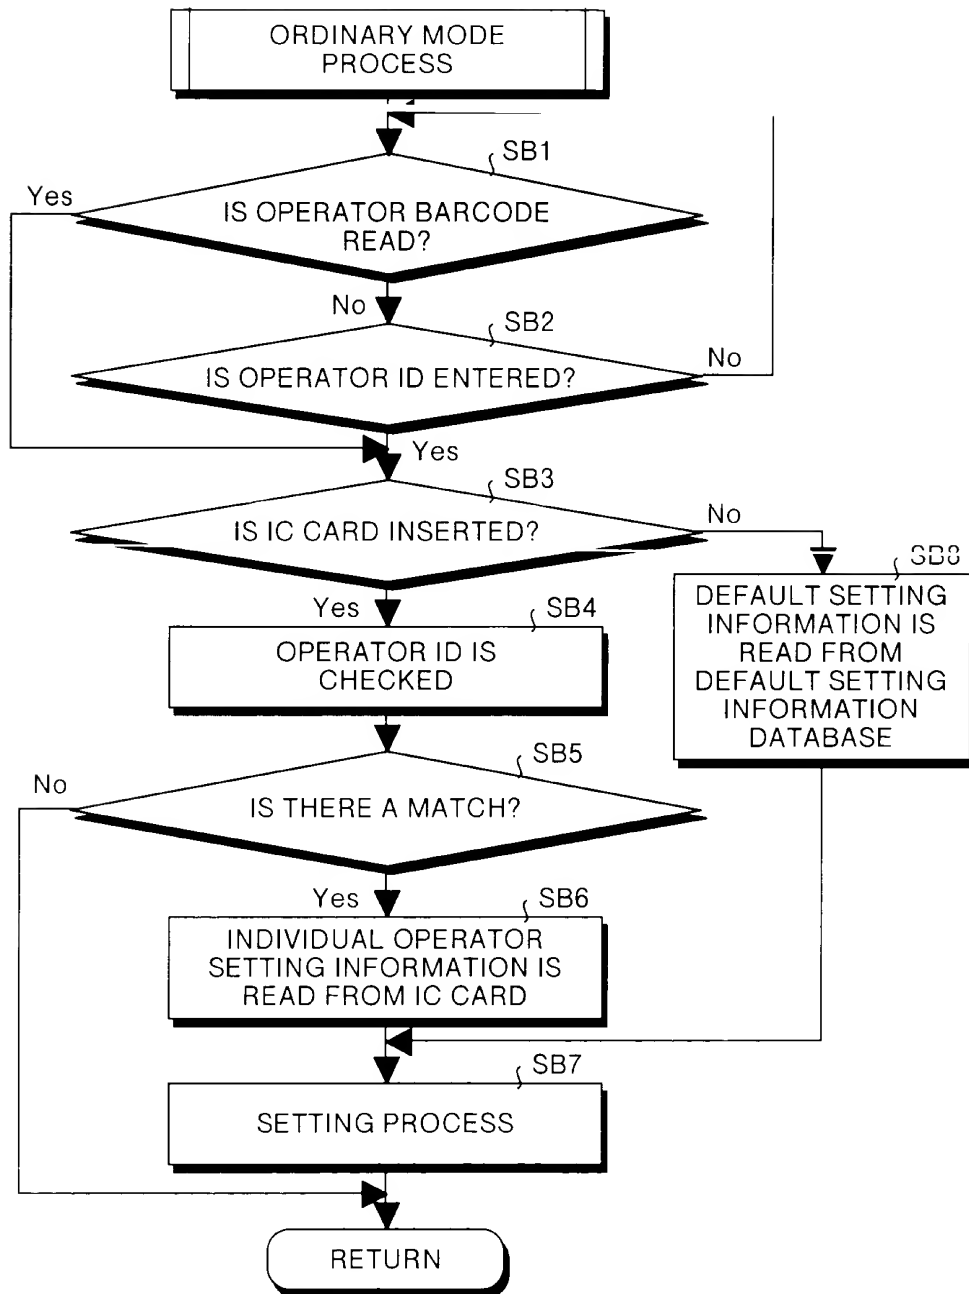 ORDINARY MODE
PROCESS
SB1
Yes
IS OPERATOR BARCODE
READ?
No
SB2
No
IS OPERATOR ID ENTERED?
Yes
SB3
No
IS IC CARD INSERTED?
SB8
Yes
SB4
DEFAULT SETTING
INFORMATION IS
READ FROM
DEFAULT SETTING
INFORMATION
DATABASE
OPERATOR ID IS
CHECKED
SB5
No
IS THERE A MATCH?
Yes
SB6
INDIVIDUAL OPERATOR
SETTING INFORMATION IS
READ FROM IC CARD
SB7
SETTING PROCESS
RETURN